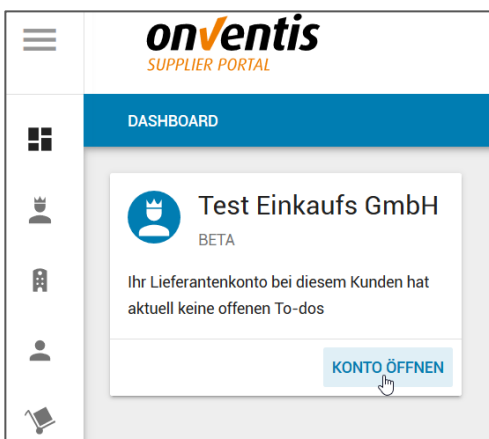 onventis
SUPPLIER PORTAL
DASHBOARD
Test Einkaufs GmbH
BETA
Ihr Lieferantenkonto bei diesem Kunden hat
aktuell keine offenen To-dos
KONTO ÖFFNEN